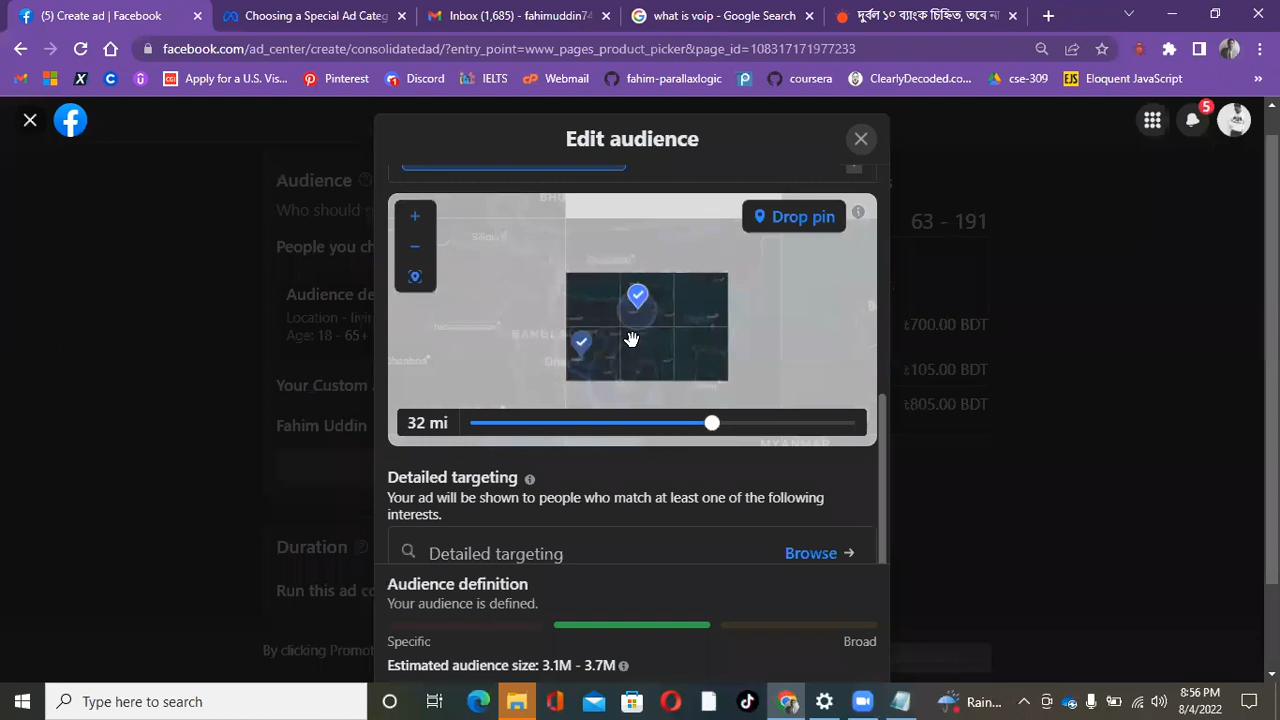 (5) Create ad | Facebook
Choosing a Special Ad Categ
Inbox (1,685) - fahimuddin74
what is voip - Google Search
দুর্বল ১০ ব্যাংক চিহ্নিত, তবে না
facebook.com/ad_center/create/consolidatedad/?entry_point=www_pages_product_picker&page_id=108317171977233
Apply for a U.S. Vis...
Pinterest
Discord
IELTS
Webmail
fahim-parallaxlogic
coursera
ClearlyDecoded.co...
cse-309
EJS Eloquent JavaScript
»
5
Edit audience
Audience
Who should
People you ch
Audience de
Location - livi
Age: 18 - 65+
Your Custom A
Fahim Uddin
Duration
Run this ad co
By clicking Promot
63 - 191
৳700.00 BDT
৳105.00 BDT
৳805.00 BDT
+
−
Drop pin
32 mi
MYANMAR
Detailed targeting
Your ad will be shown to people who match at least one of the following
interests.
Detailed targeting
Browse →
Audience definition
Your audience is defined.
Specific
Broad
Estimated audience size: 3.1M - 3.7M
Type here to search
Rain...
8:56 PM
8/4/2022